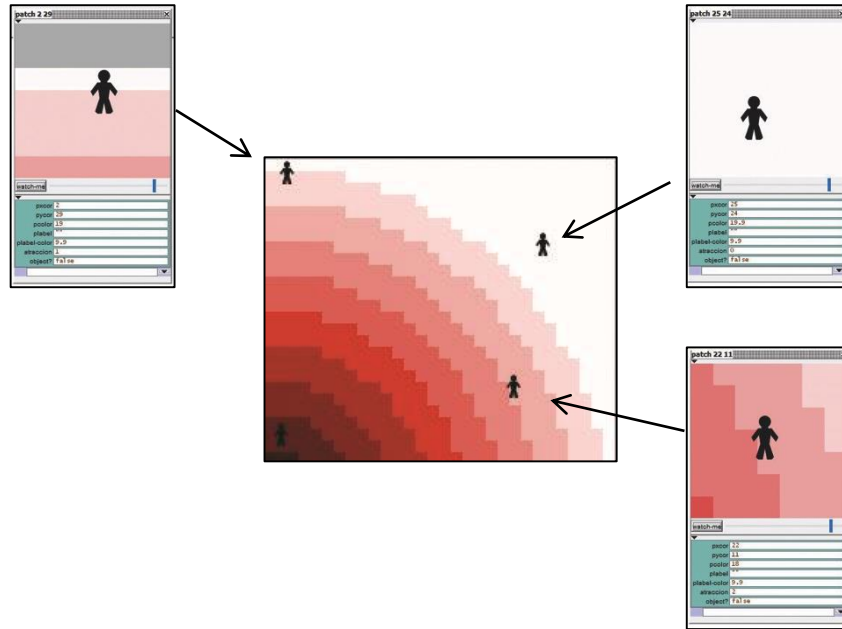 patch 2 29
watch-me
pxcor 2
pycor 29
pcolor 19
plabel ""
plabel-color 9.9
atraccion 1
object? false
patch 25 24
watch-me
pxcor 25
pycor 24
pcolor 19.9
plabel ""
plabel-color 9.9
atraccion 0
object? false
patch 22 11
watch-me
pxcor 22
pycor 11
pcolor 18
plabel ""
plabel-color 9.9
atraccion 2
object? false